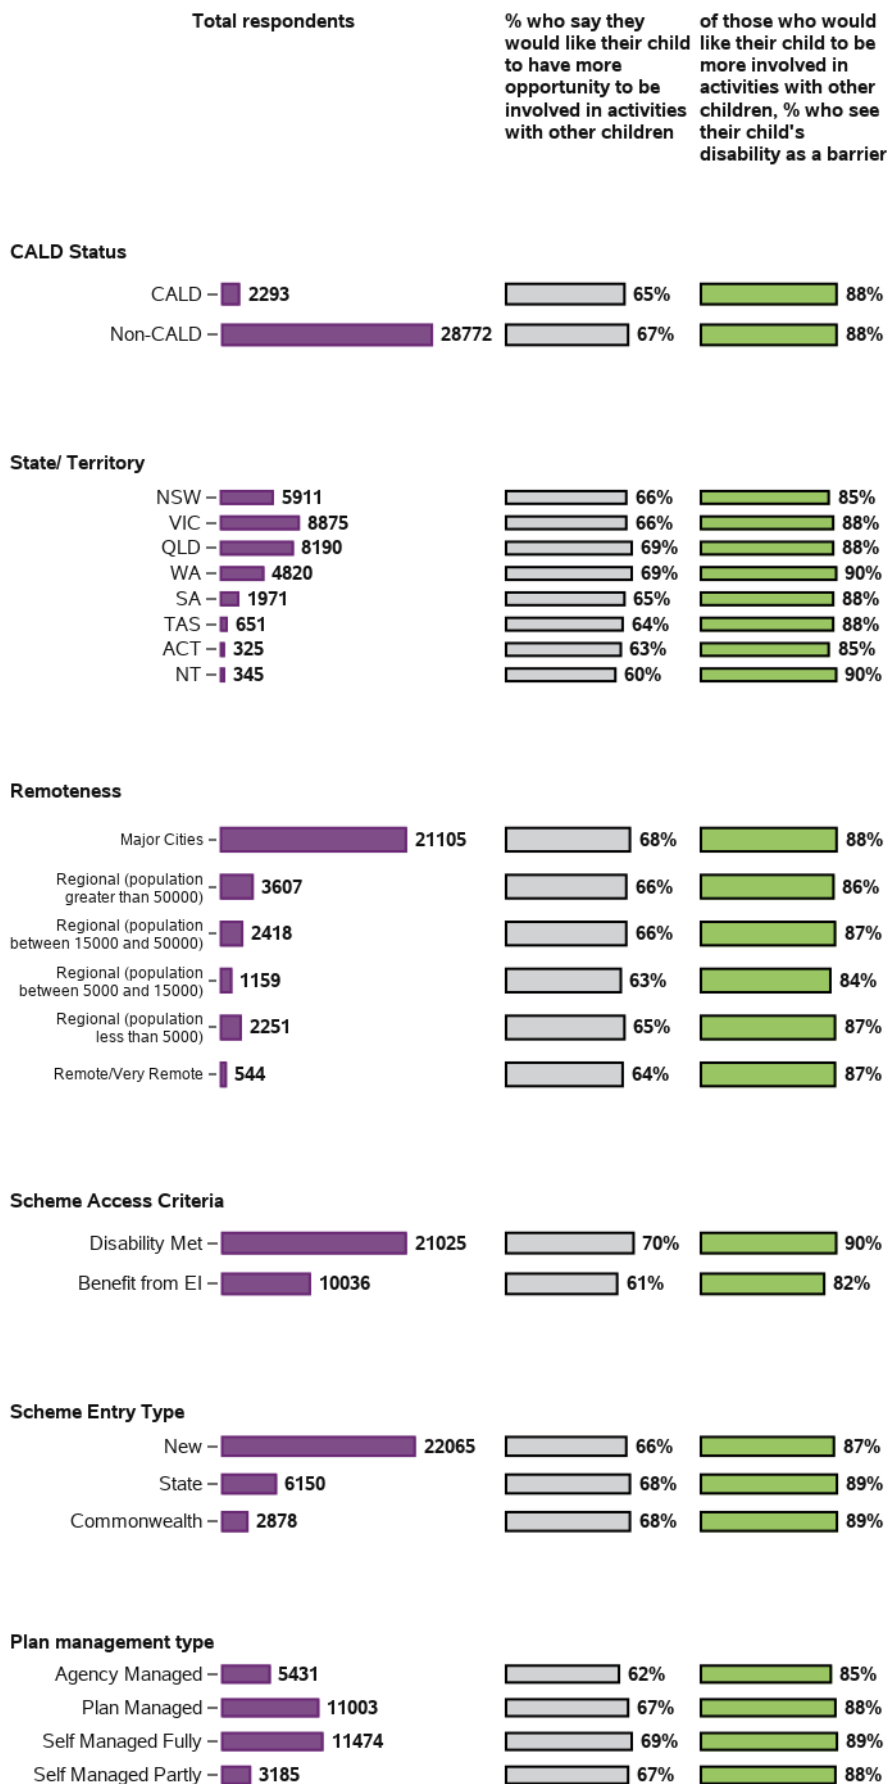 Total respondents
% who say they
would like their child
to have more
opportunity to be
involved in activities
with other children
of those who would
like their child to be
more involved in
activities with other
children, % who see
their child's
disability as a barrier
CALD Status
CALD 2293 65% 88%
Non-CALD 28772 67% 88%
State/ Territory
NSW 5911 66% 85%
VIC 8875 66% 88%
QLD 8190 69% 88%
WA 4820 69% 90%
SA 1971 65% 88%
TAS 651 64% 88%
ACT 325 63% 85%
NT 345 60% 90%
Remoteness
Major Cities 21105 68% 88%
Regional (population
greater than 50000) 3607 66% 86%
Regional (population
between 15000 and 50000) 2418 66% 87%
Regional (population
between 5000 and 15000) 1159 63% 84%
Regional (population
less than 5000) 2251 65% 87%
Remote/Very Remote 544 64% 87%
Scheme Access Criteria
Disability Met 21025 70% 90%
Benefit from EI 10036 61% 82%
Scheme Entry Type
New 22065 66% 87%
State 6150 68% 89%
Commonwealth 2878 68% 89%
Plan management type
Agency Managed 5431 62% 85%
Plan Managed 11003 67% 88%
Self Managed Fully 11474 69% 89%
Self Managed Partly 3185 67% 88%